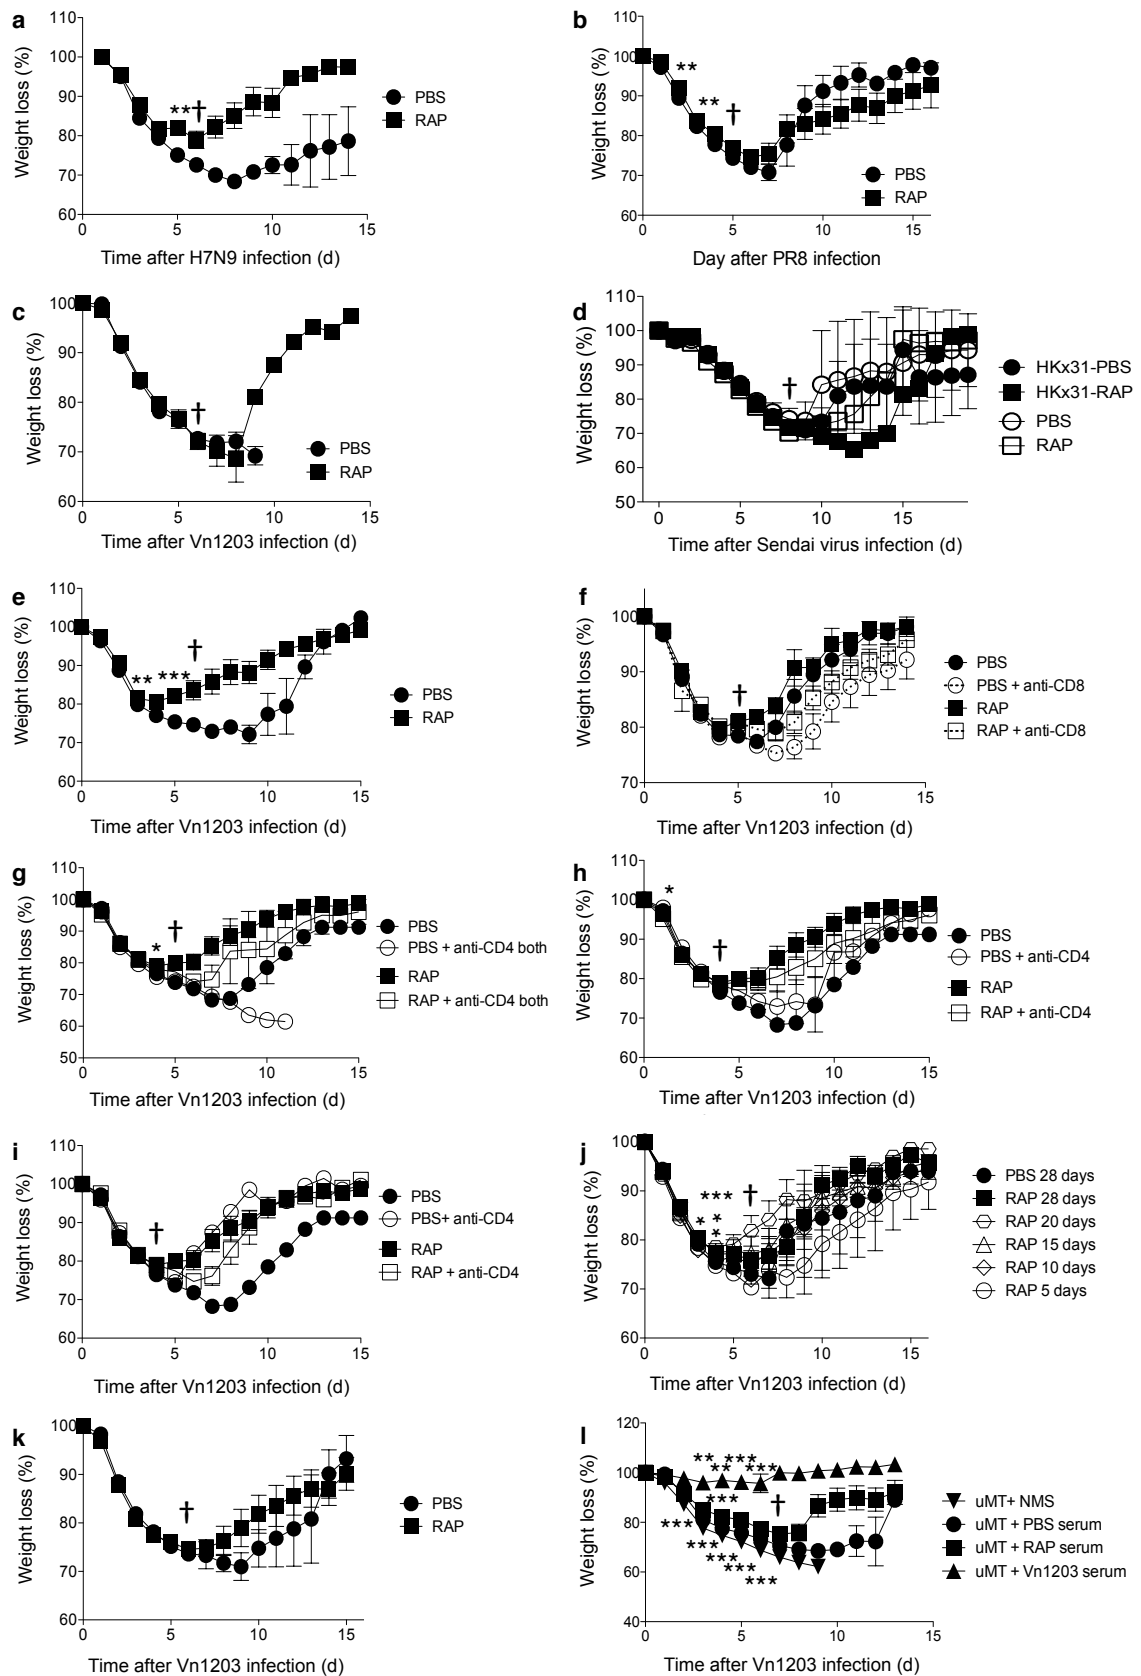 a
110
100
90
80
70
60
Weight loss (%)
**
†
0
5
10
15
Time after H7N9 infection (d)
PBS
RAP
b
110
100
90
80
70
60
Weight loss (%)
**
**
†
0
5
10
15
Day after PR8 infection
PBS
RAP
c
100
90
80
70
60
Weight loss (%)
†
0
5
10
15
Time after Vn1203 infection (d)
PBS
RAP
d
110
100
90
80
70
60
50
Weight loss (%)
†
0
5
10
15
Time after Sendai virus infection (d)
HKx31-PBS
HKx31-RAP
PBS
RAP
e
110
100
90
80
70
60
Weight loss (%)
**
***
†
0
5
10
15
Time after Vn1203 infection (d)
PBS
RAP
f
100
90
80
70
Weight loss (%)
†
0
5
10
15
Time after Vn1203 infection (d)
PBS
PBS + anti-CD8
RAP
RAP + anti-CD8
g
110
100
90
80
70
60
50
Weight loss (%)
*
†
0
5
10
15
Time after Vn1203 infection (d)
PBS
PBS + anti-CD4 both
RAP
RAP + anti-CD4 both
h
110
100
90
80
70
60
Weight loss (%)
*
†
0
5
10
15
Time after Vn1203 infection (d)
PBS
PBS + anti-CD4
RAP
RAP + anti-CD4
i
110
100
90
80
70
60
Weight loss (%)
†
0
5
10
15
Time after Vn1203 infection (d)
PBS
PBS+ anti-CD4
RAP
RAP + anti-CD4
j
100
90
80
70
60
Weight loss (%)
***
*
*
*
†
0
5
10
15
Time after Vn1203 infection (d)
PBS 28 days
RAP 28 days
RAP 20 days
RAP 15 days
RAP 10 days
RAP 5 days
k
100
90
80
70
60
Weight loss (%)
†
0
5
10
15
Time after Vn1203 infection (d)
PBS
RAP
l
120
100
80
60
40
Weight loss (%)
**
***
**
***
***
†
***
***
***
***
***
0
5
10
15
Time after Vn1203 infection (d)
uMT+ NMS
uMT + PBS serum
uMT + RAP serum
uMT + Vn1203 serum